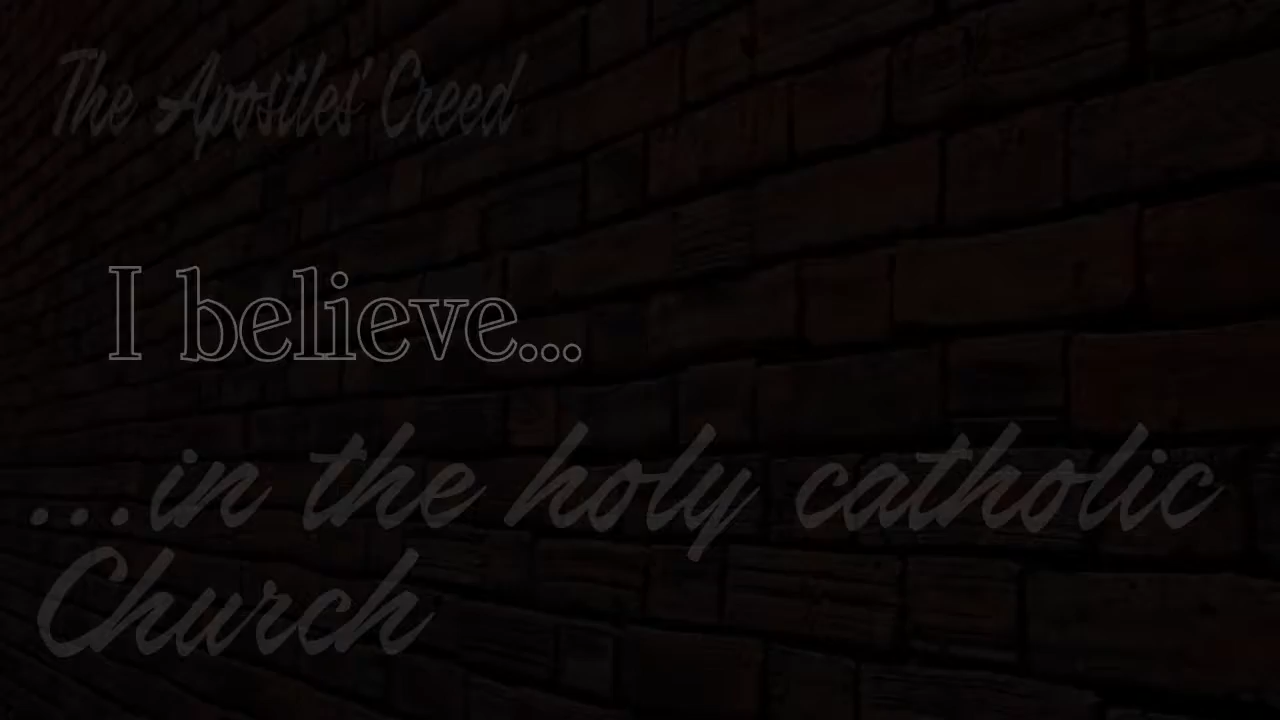 The Apostles' Creed
I believe...
...in the holy catholic
Church